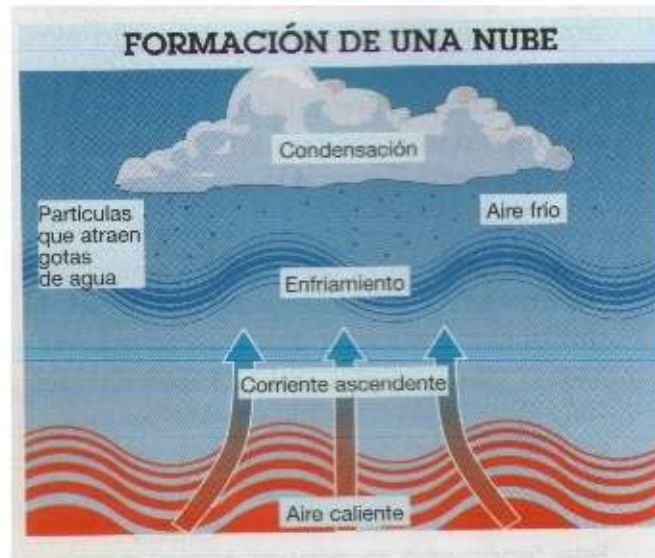 FORMACIÓN DE UNA NUBE
Condensación
Partículas
que atraen
gotas
de agua
Aire frío
Enfriamiento
Corriente ascendente
Aire caliente